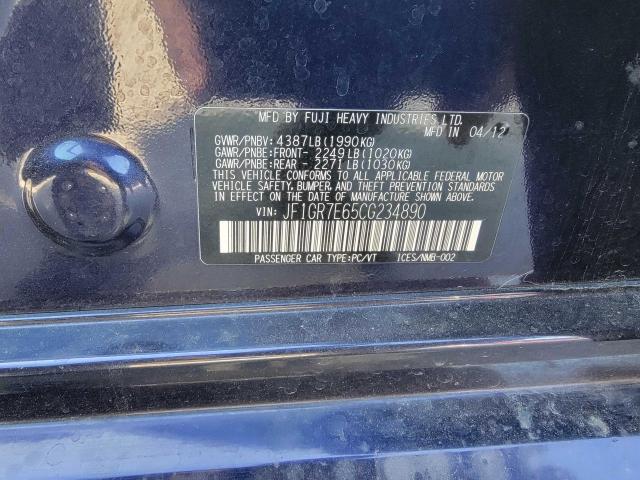 MFD BY FUJI HEAVY INDUSTRIES LTD.
MFD IN 04/12
GVWR/PNBV: 4387LB(1990KG)
GAWR/PNBE:FRONT- 2249LB(1020KG)
GAWR/PNBE:REAR - 2271LB(1030KG)
THIS VEHICLE CONFORMS TO ALL APPLICABLE FEDERAL MOTOR
VEHICLE SAFETY, BUMPER, AND THEFT PREVENTION STANDARDS
IN EFFECT ON THE DATE OF MANUFACTURE SHOWN ABOVE.
VIN: JF1GR7E65CG234890
PASSENGER CAR TYPE:PC/VT ICES/NMB-002